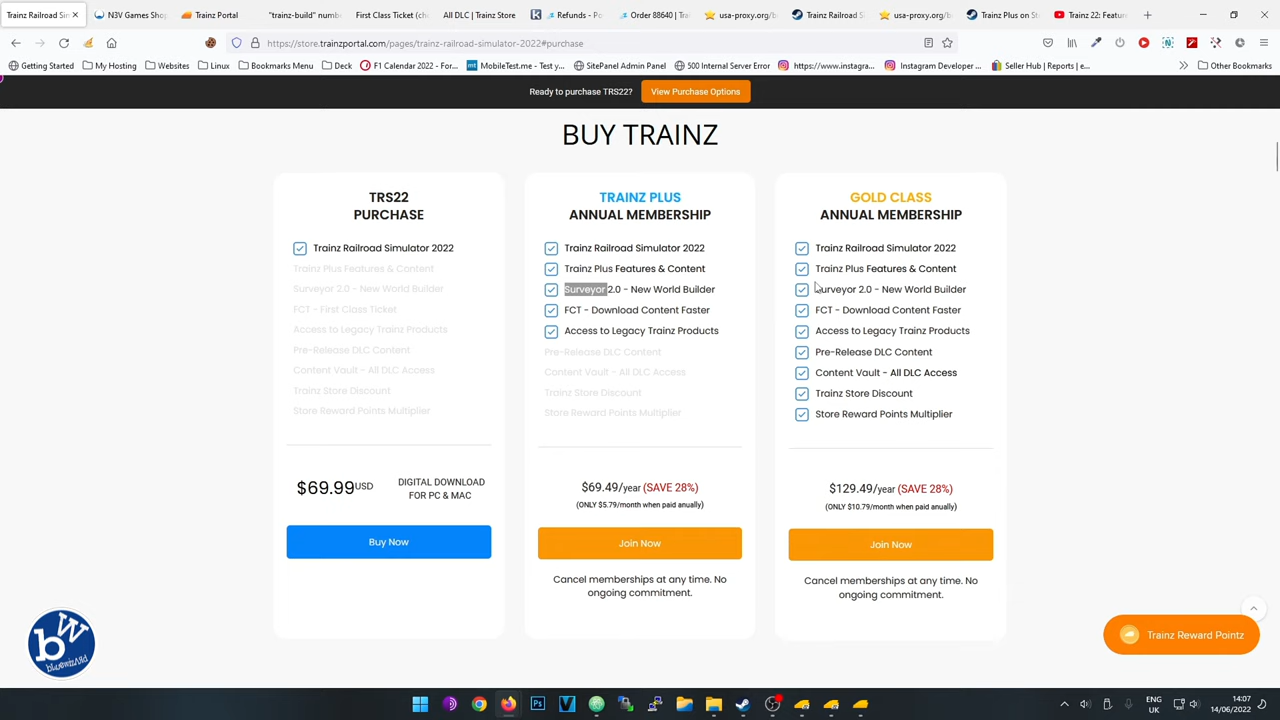 Trainz Railroad Sim
N3V Games Shop
Trainz Portal
"trainz-build" numb
First Class Ticket (ch
All DLC | Trainz Store
Refunds - Po
Order 88640 | Tra
usa-proxy.org/b
Trainz Railroad S
usa-proxy.org/b
Trainz Plus on St
Trainz 22: Featur
https://store.trainzportal.com/pages/trainz-railroad-simulator-2022#purchase
Getting Started
My Hosting
Websites
Linux
Bookmarks Menu
Deck
F1 Calendar 2022 - For...
MobileTest.me - Test y...
SitePanel Admin Panel
500 Internal Server Error
https://www.instagra...
Instagram Developer ...
Seller Hub | Reports | e...
Other Bookmarks
Ready to purchase TRS22?
View Purchase Options
BUY TRAINZ
TRS22
PURCHASE
Trainz Railroad Simulator 2022
Trainz Plus Features & Content
Surveyor 2.0 - New World Builder
FCT - First Class Ticket
Access to Legacy Trainz Products
Pre-Release DLC Content
Content Vault - All DLC Access
Trainz Store Discount
Store Reward Points Multiplier
$69.99USD
DIGITAL DOWNLOAD
FOR PC & MAC
Buy Now
TRAINZ PLUS
ANNUAL MEMBERSHIP
Trainz Railroad Simulator 2022
Trainz Plus Features & Content
Surveyor 2.0 - New World Builder
FCT - Download Content Faster
Access to Legacy Trainz Products
Pre-Release DLC Content
Content Vault - All DLC Access
Trainz Store Discount
Store Reward Points Multiplier
$69.49/year (SAVE 28%)
(ONLY $5.79/month when paid anually)
Join Now
Cancel memberships at any time. No
ongoing commitment.
GOLD CLASS
ANNUAL MEMBERSHIP
Trainz Railroad Simulator 2022
Trainz Plus Features & Content
Surveyor 2.0 - New World Builder
FCT - Download Content Faster
Access to Legacy Trainz Products
Pre-Release DLC Content
Content Vault - All DLC Access
Trainz Store Discount
Store Reward Points Multiplier
$129.49/year (SAVE 28%)
(ONLY $10.79/month when paid anually)
Join Now
Cancel memberships at any time. No
ongoing commitment.
Trainz Reward Pointz
bW
bluewizard
ENG
UK
14:07
14/06/2022